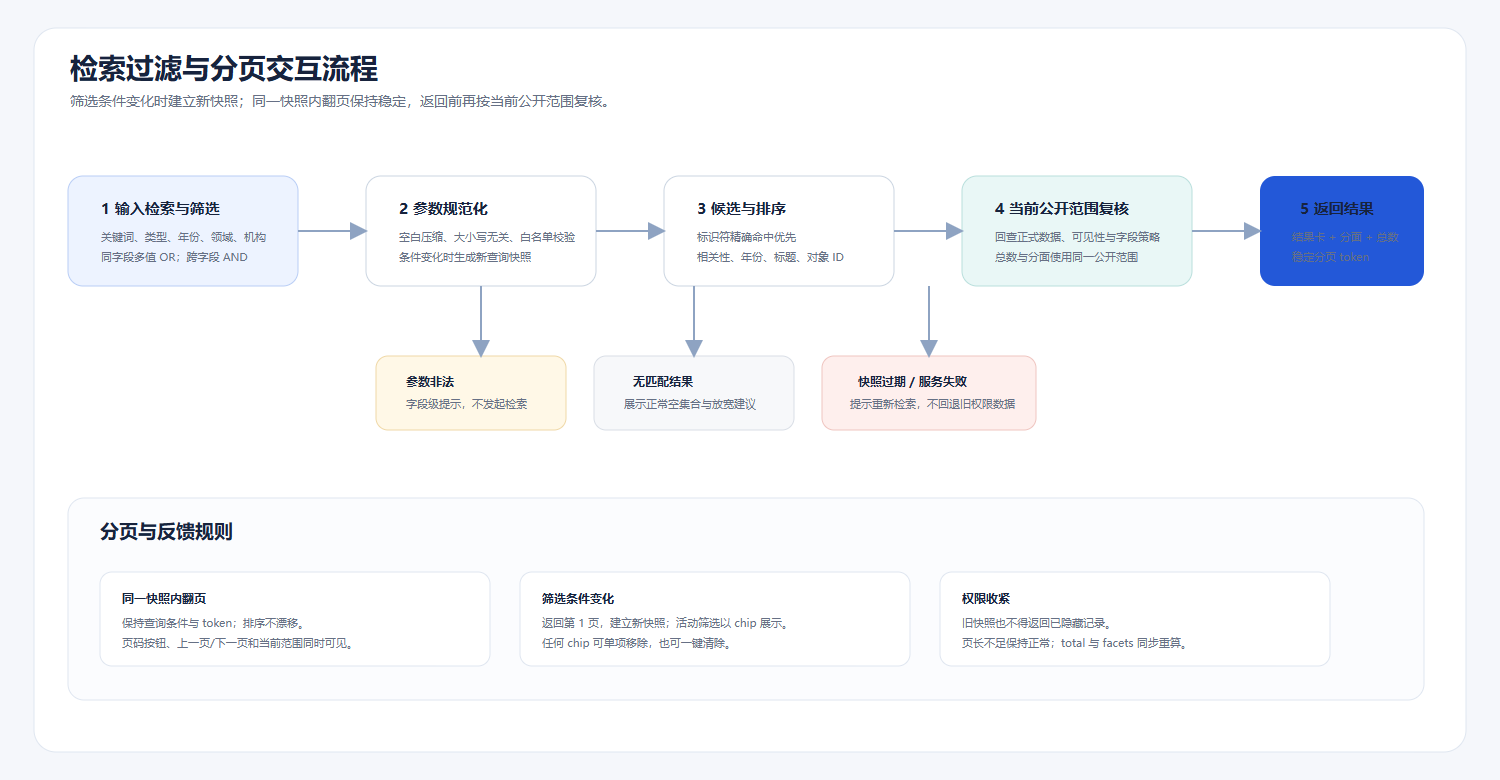 检索过滤与分页交互流程
筛选条件变化时建立新快照；同一快照内翻页保持稳定，返回前再按当前公开范围复核。
1 输入检索与筛选
关键词、类型、年份、领域、机构
同字段多值 OR；跨字段 AND
2 参数规范化
空白压缩、大小写无关、白名单校验
条件变化时生成新查询快照
3 候选与排序
标识符精确命中优先
相关性、年份、标题、对象 ID
4 当前公开范围复核
回查正式数据、可见性与字段策略
总数与分面使用同一公开范围
5 返回结果
结果卡 + 分面 + 总数
稳定分页 token
参数非法
字段级提示，不发起检索
无匹配结果
展示正常空集合与放宽建议
快照过期 / 服务失败
提示重新检索，不回退旧权限数据
分页与反馈规则
同一快照内翻页
保持查询条件与 token；排序不漂移。
页码按钮、上一页/下一页和当前范围同时可见。
筛选条件变化
返回第 1 页，建立新快照；活动筛选以 chip 展示。
任何 chip 可单项移除，也可一键清除。
权限收紧
旧快照也不得返回已隐藏记录。
页长不足保持正常；total 与 facets 同步重算。